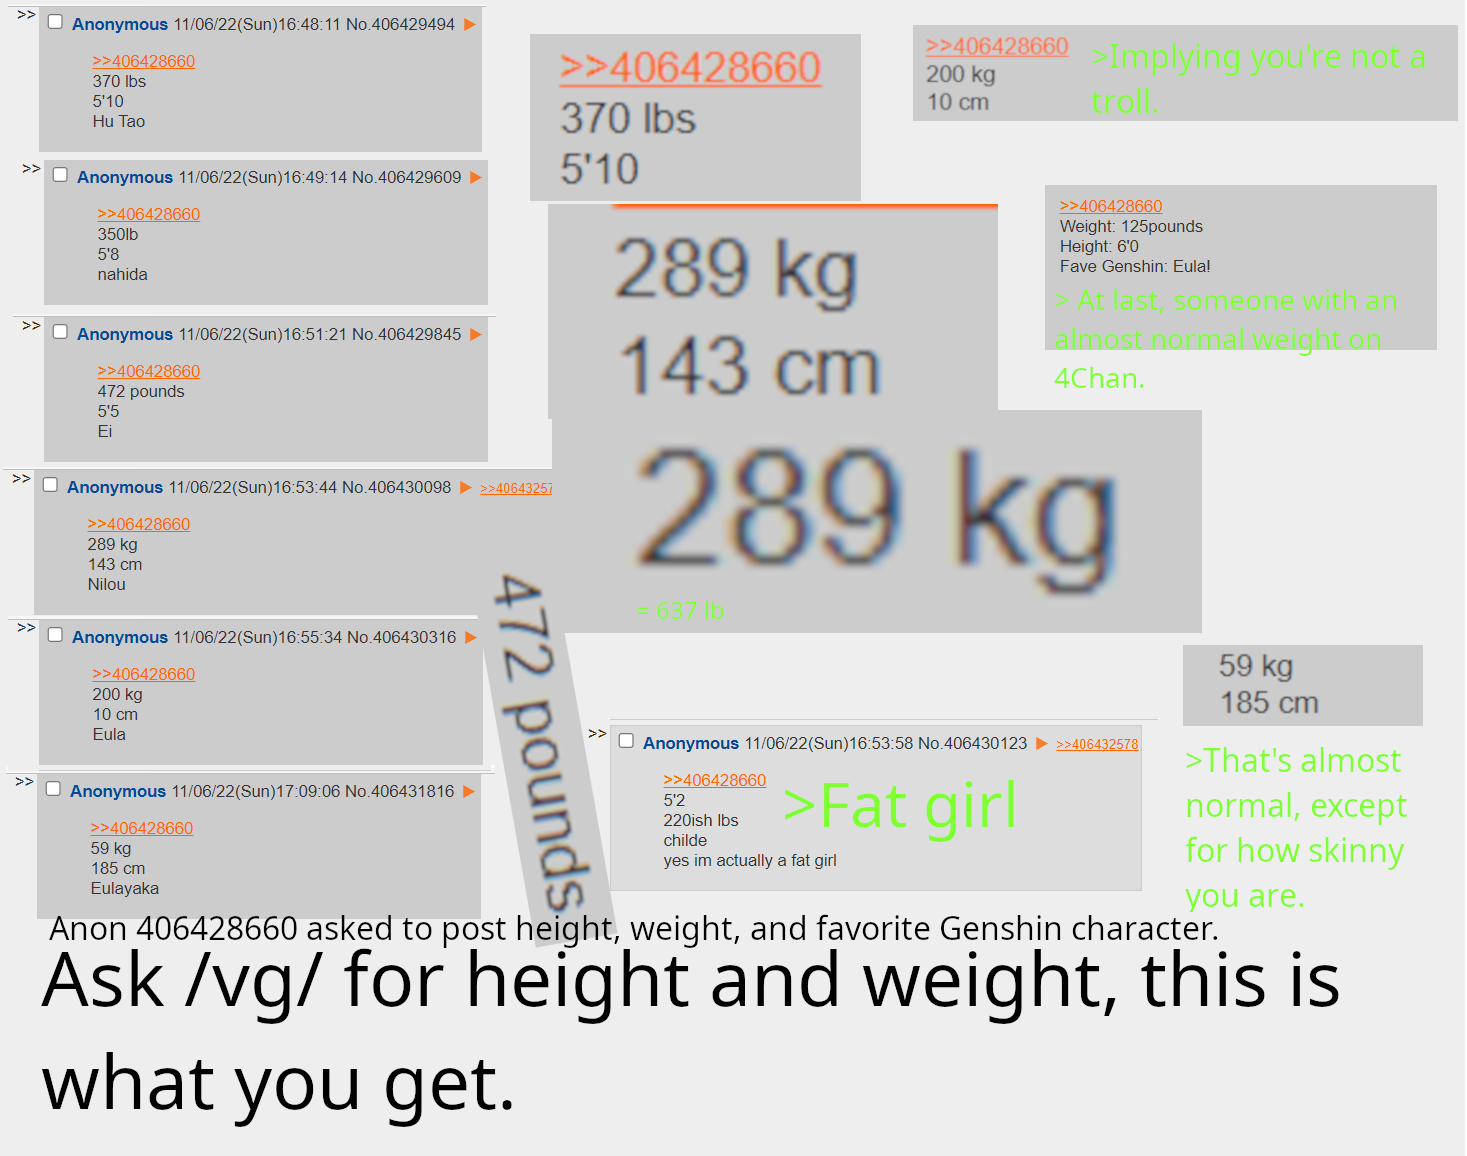 >> Anonymous 11/06/22(Sun)16:48:11 No.406429494
>>406428660
370 lbs
5'10
Hu Tao
>> Anonymous 11/06/22(Sun)16:49:14 No.406429609
>>406428660
350lb
5'8
nahida
>> Anonymous 11/06/22(Sun)16:51:21 No.406429845
>>406428660
472 pounds
5'5
Ei
>> Anonymous 11/06/22(Sun)16:53:44 No.406430098 >>40643257
>>406428660
289 kg
143 cm
Nilou
>> Anonymous 11/06/22(Sun)16:55:34 No.406430316
>>406428660
200 kg
10 cm
Eula
>> Anonymous 11/06/22(Sun)17:09:06 No.406431816
>>406428660
59 kg
185 cm
Eulayaka
>>406428660
370 lbs
5'10
289 kg
143 cm
289 kg
= 637 lb
472 pounds
>>406428660
200 kg
10 cm
>Implying you're not a
troll.
>>406428660
Weight: 125pounds
Height: 6'0
Fave Genshin: Eula!
> At last, someone with an
almost normal weight on
4Chan.
59 kg
185 cm
>That's almost
normal, except
for how skinny
you are.
>> Anonymous 11/06/22(Sun)16:53:58 No.406430123 >>406432578
>>406428660
5'2
220ish lbs
childe
yes im actually a fat girl
>Fat girl
Anon 406428660 asked to post height, weight, and favorite Genshin character.
Ask /vg/ for height and weight, this is
what you get.